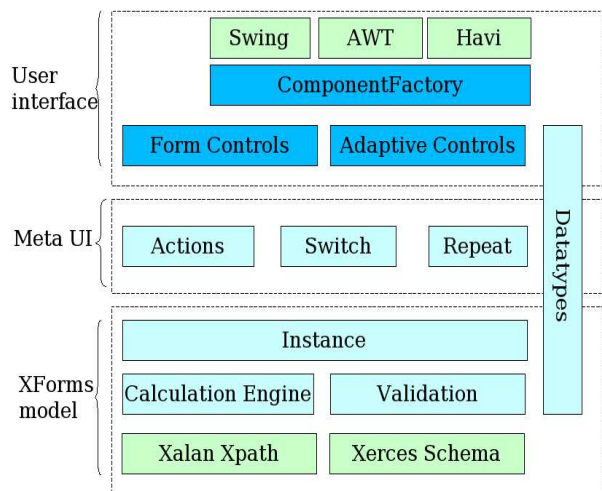 Swing
AWT
Havi
User
interface
ComponentFactory
Form Controls
Adaptive Controls
Datatypes
Meta UI
Actions
Switch
Repeat
Instance
XForms
model
Calculation Engine
Validation
Xalan Xpath
Xerces Schema